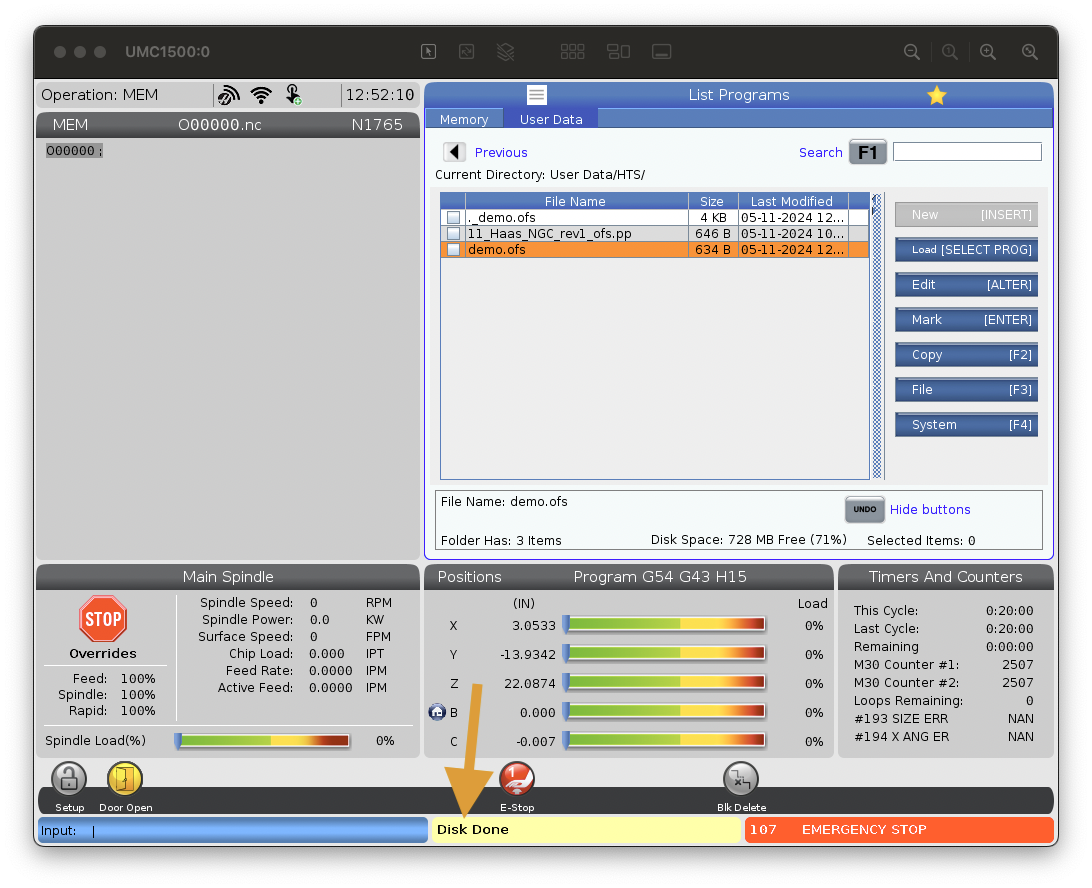 UMC1500:0
Operation: MEM 12:52:10
MEM O00000.nc N1765
O00000 ;
List Programs
Memory User Data
Previous Search F1
Current Directory: User Data/HTS/
File Name Size Last Modified
._demo.ofs 4 KB 05-11-2024 12...
11_Haas_NGC_rev1_ofs.pp 646 B 05-11-2024 10...
demo.ofs 634 B 05-11-2024 12...
New [INSERT]
Load [SELECT PROG]
Edit [ALTER]
Mark [ENTER]
Copy [F2]
File [F3]
System [F4]
File Name: demo.ofs
UNDO Hide buttons
Folder Has: 3 Items Disk Space: 728 MB Free (71%) Selected Items: 0
Main Spindle
STOP
Overrides
Feed: 100%
Spindle: 100%
Rapid: 100%
Spindle Speed: 0 RPM
Spindle Power: 0.0 KW
Surface Speed: 0 FPM
Chip Load: 0.000 IPT
Feed Rate: 0.0000 IPM
Active Feed: 0.0000 IPM
Spindle Load(%) 0%
Positions Program G54 G43 H15
(IN) Load
X 3.0533 0%
Y -13.9342 0%
Z 22.0874 0%
B 0.000 0%
C -0.007 0%
Timers And Counters
This Cycle: 0:20:00
Last Cycle: 0:20:00
Remaining 0:00:00
M30 Counter #1: 2507
M30 Counter #2: 2507
Loops Remaining: 0
#193 SIZE ERR NAN
#194 X ANG ER NAN
Setup Door Open 1 E-Stop Blk Delete
Input: Disk Done 107 EMERGENCY STOP